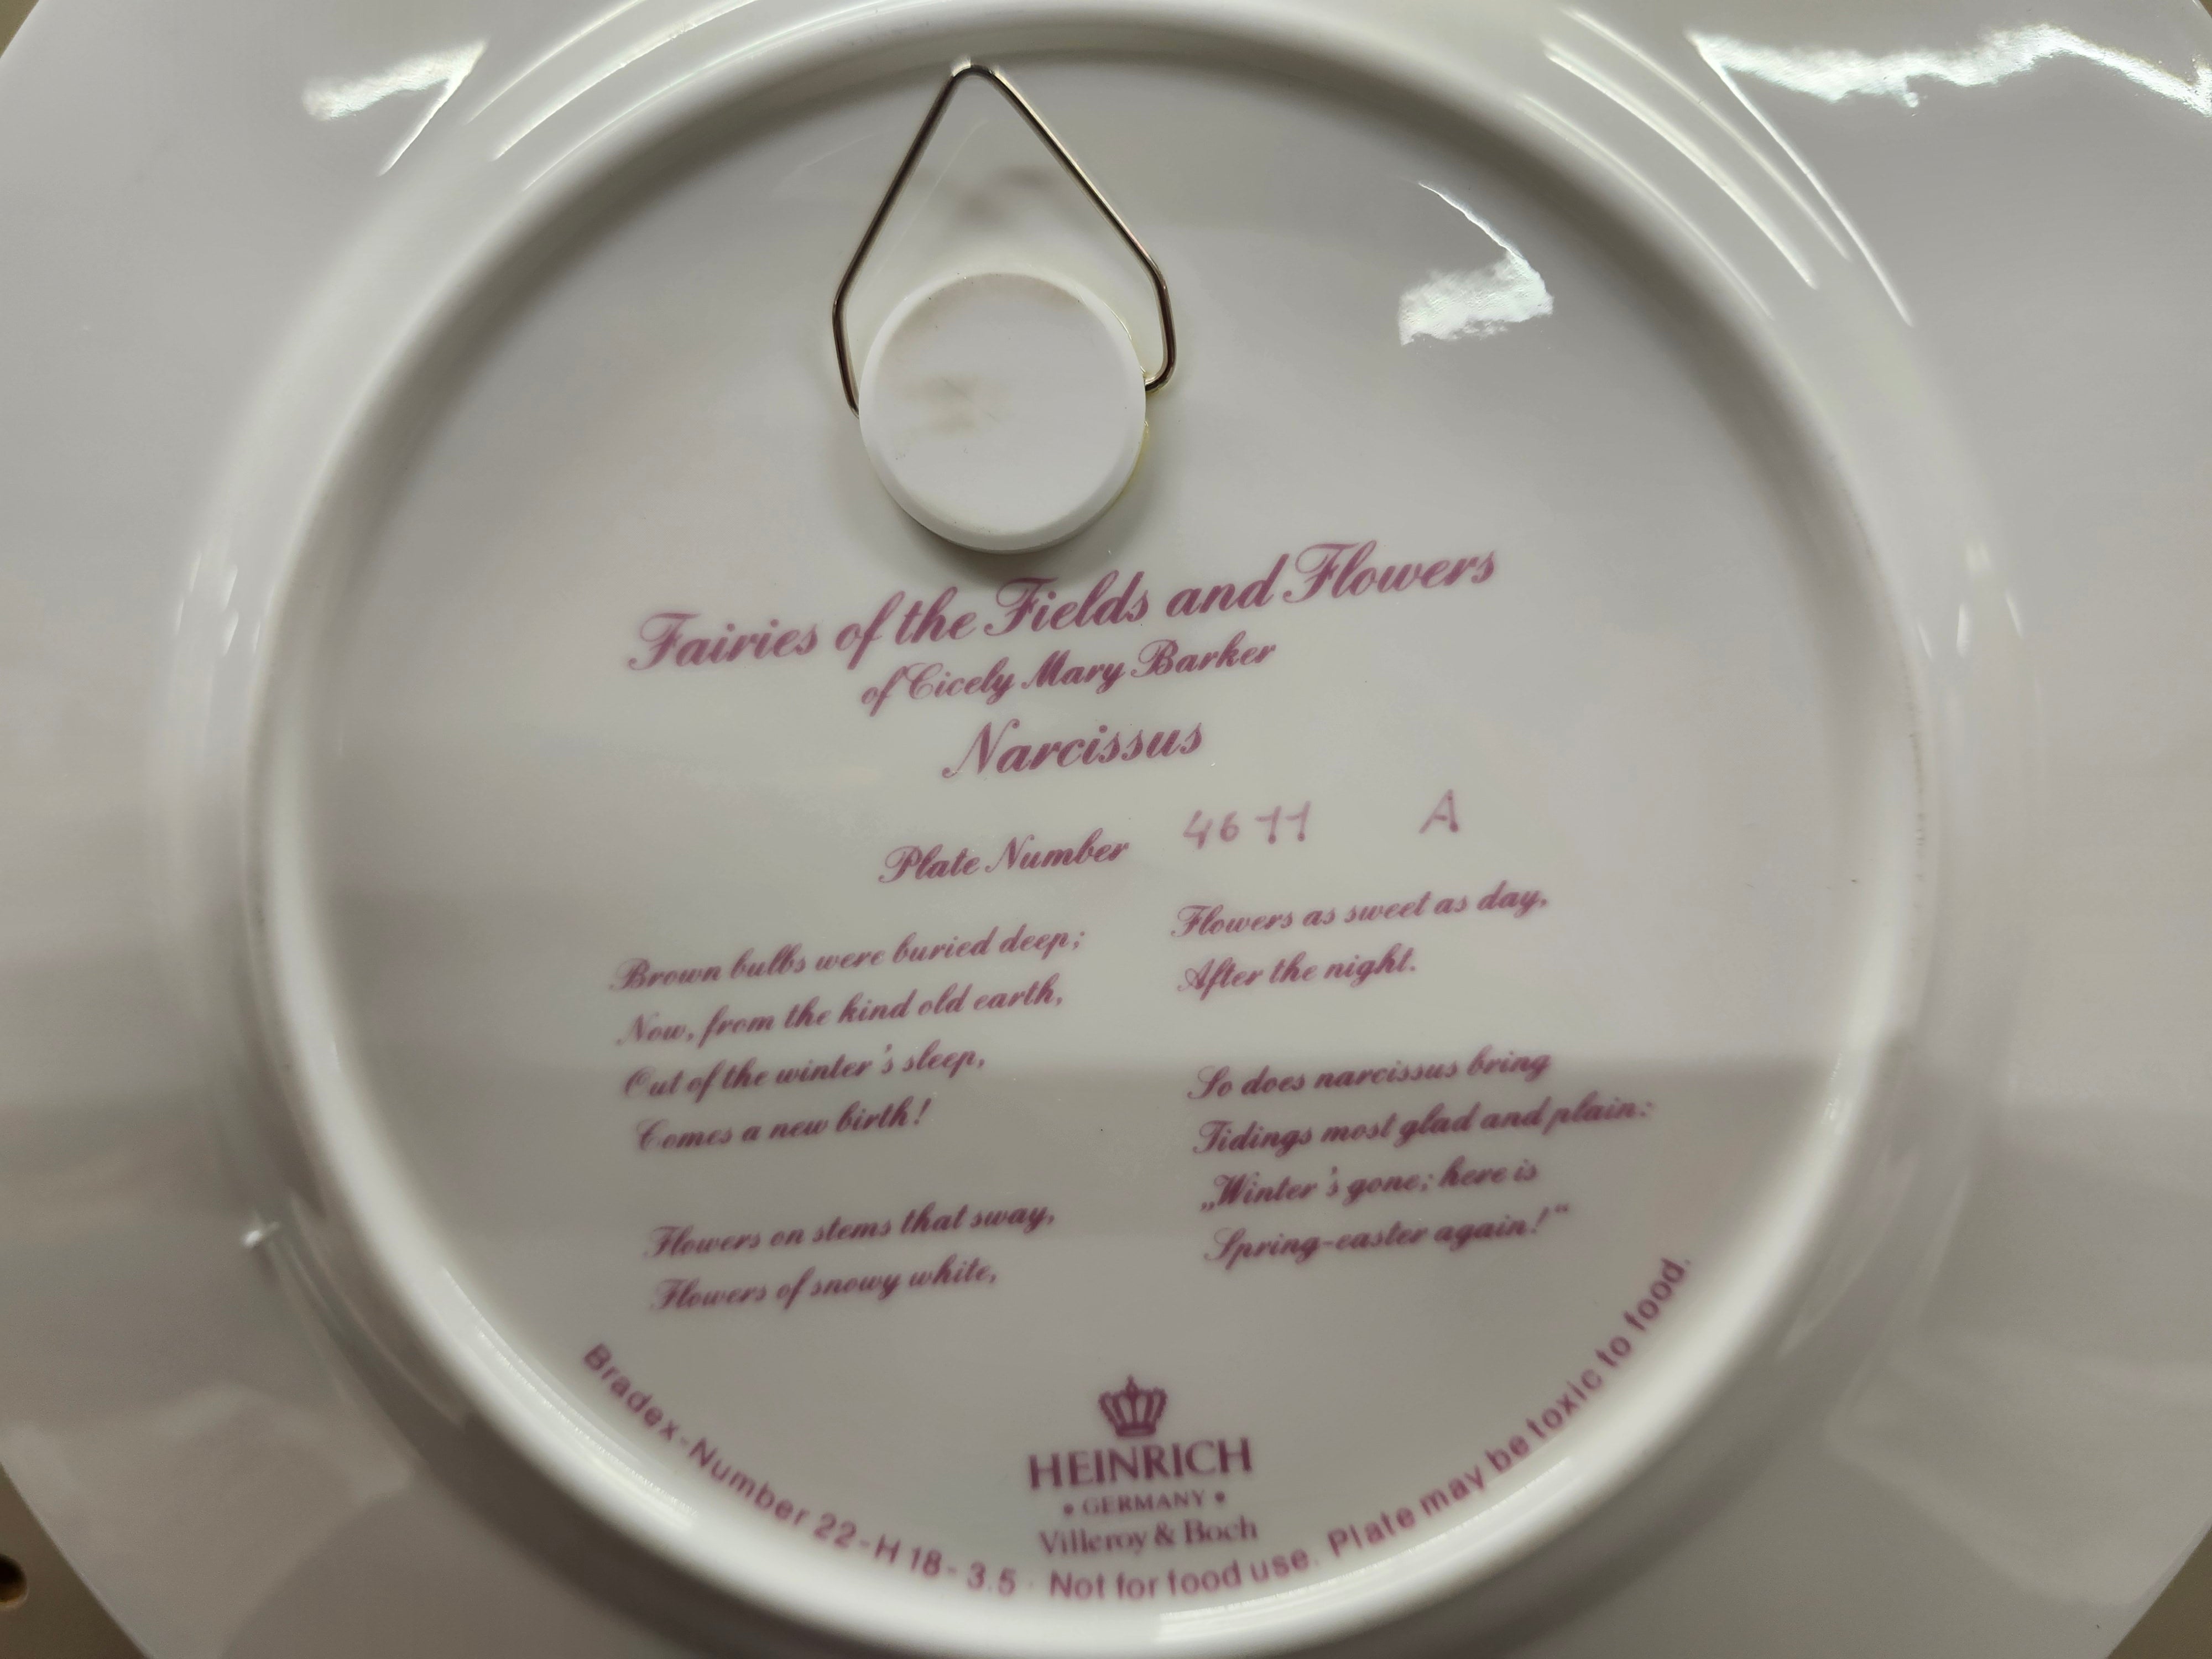 Fairies of the Fields and Flowers
of Cicely Mary Barker
Narcissus
Plate Number 4611 A
Brown bulbs were buried deep;
Now, from the kind old earth,
Out of the winter's sleep,
Comes a new birth!
Flowers on stems that sway,
Flowers of snowy white,
Flowers as sweet as day,
After the night.
So does narcissus bring
Tidings most glad and plain:
„Winter's gone; here is
Spring-easter again!“
HEINRICH
• GERMANY •
Villeroy & Boch
Bradex-Number 22-H 18-3.5 · Not for food use. Plate may be toxic to food.